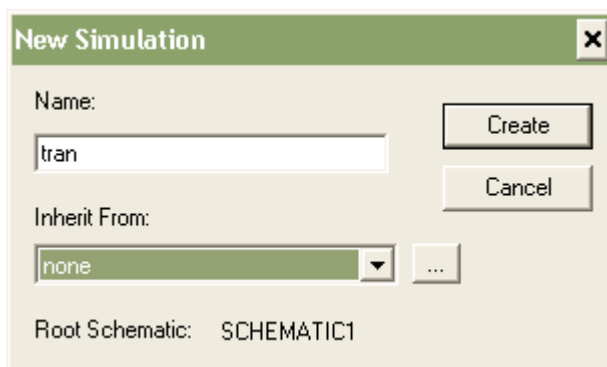 New Simulation
Name:
Create
tran
Cancel
Inherit From:
none
...
Root Schematic: SCHEMATIC1